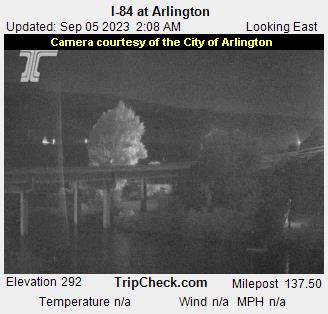 I-84 at Arlington
Updated: Sep 05 2023 2:08 AM Looking East
Camera courtesy of the City of Arlington
Elevation 292 TripCheck.com Milepost 137.50
Temperature n/a Wind n/a MPH n/a